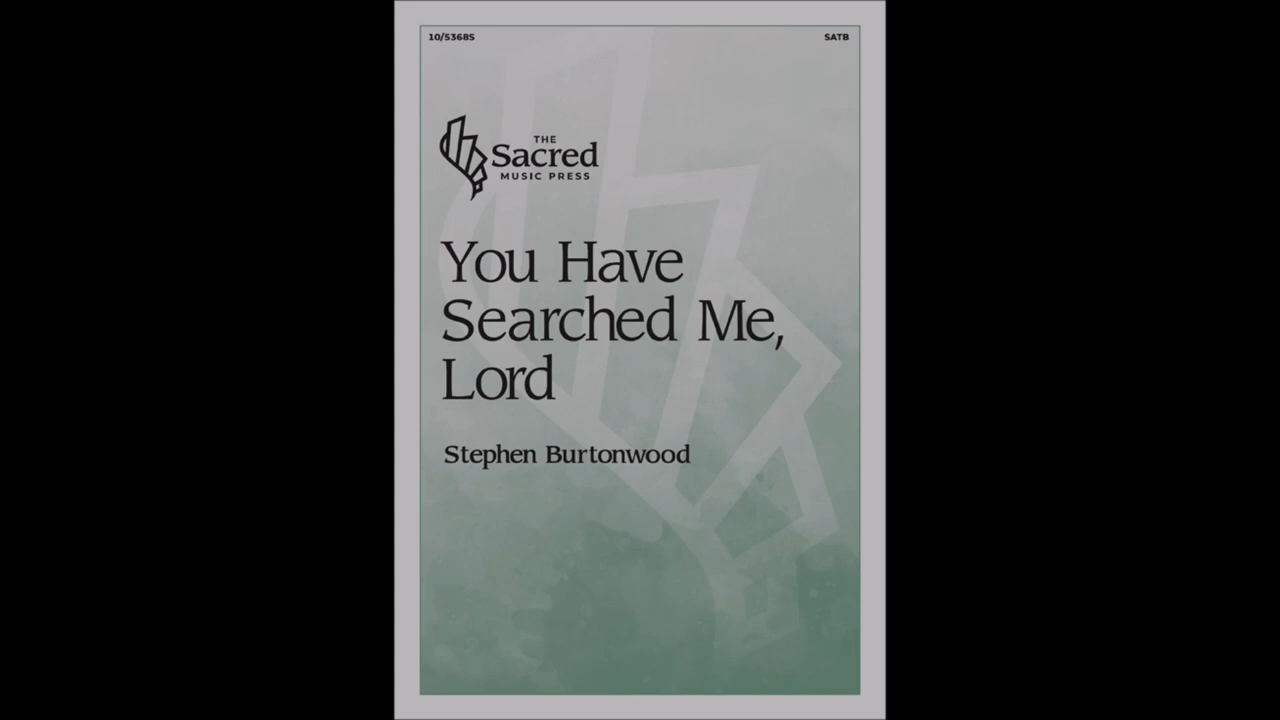 10/5368S
SATB
THE
Sacred
MUSIC PRESS
You Have
Searched Me,
Lord
Stephen Burtonwood